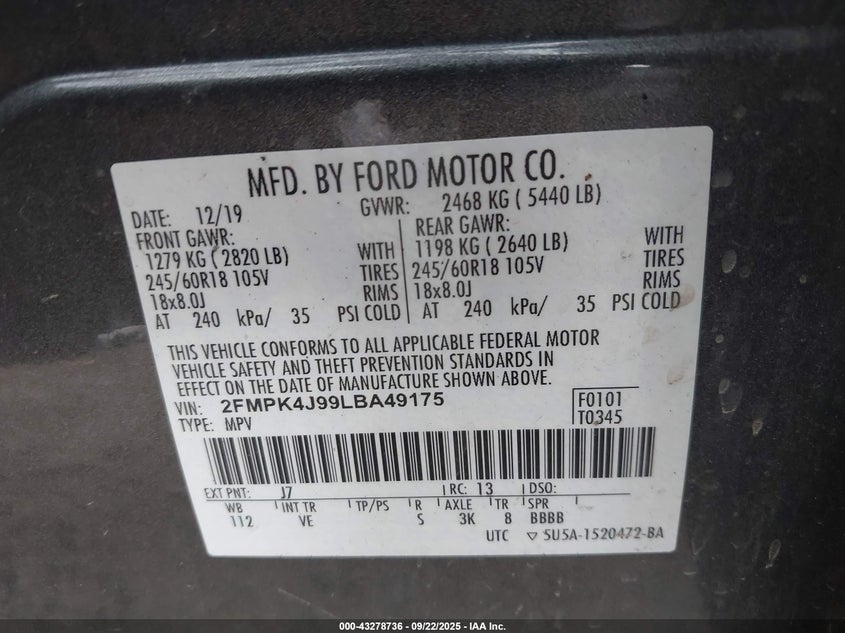 MFD. BY FORD MOTOR CO.
DATE: 12/19 GVWR: 2468 KG ( 5440 LB)
FRONT GAWR: REAR GAWR:
1279 KG ( 2820 LB) WITH 1198 KG ( 2640 LB) WITH
245/60R18 105V TIRES 245/60R18 105V TIRES
18x8.0J RIMS 18x8.0J RIMS
AT 240 kPa/ 35 PSI COLD AT 240 kPa/ 35 PSI COLD
THIS VEHICLE CONFORMS TO ALL APPLICABLE FEDERAL MOTOR
VEHICLE SAFETY AND THEFT PREVENTION STANDARDS IN
EFFECT ON THE DATE OF MANUFACTURE SHOWN ABOVE.
VIN: 2FMPK4J99LBA49175 F0101
TYPE: MPV T0345
EXT PNT: J7 RC: 13 DSO:
WB INT TR TP/PS R AXLE TR SPR
112 VE S 3K 8 BBBB
UTC ▽ 5U5A-1520472-BA
000-43278736 - 09/22/2025 - IAA Inc.